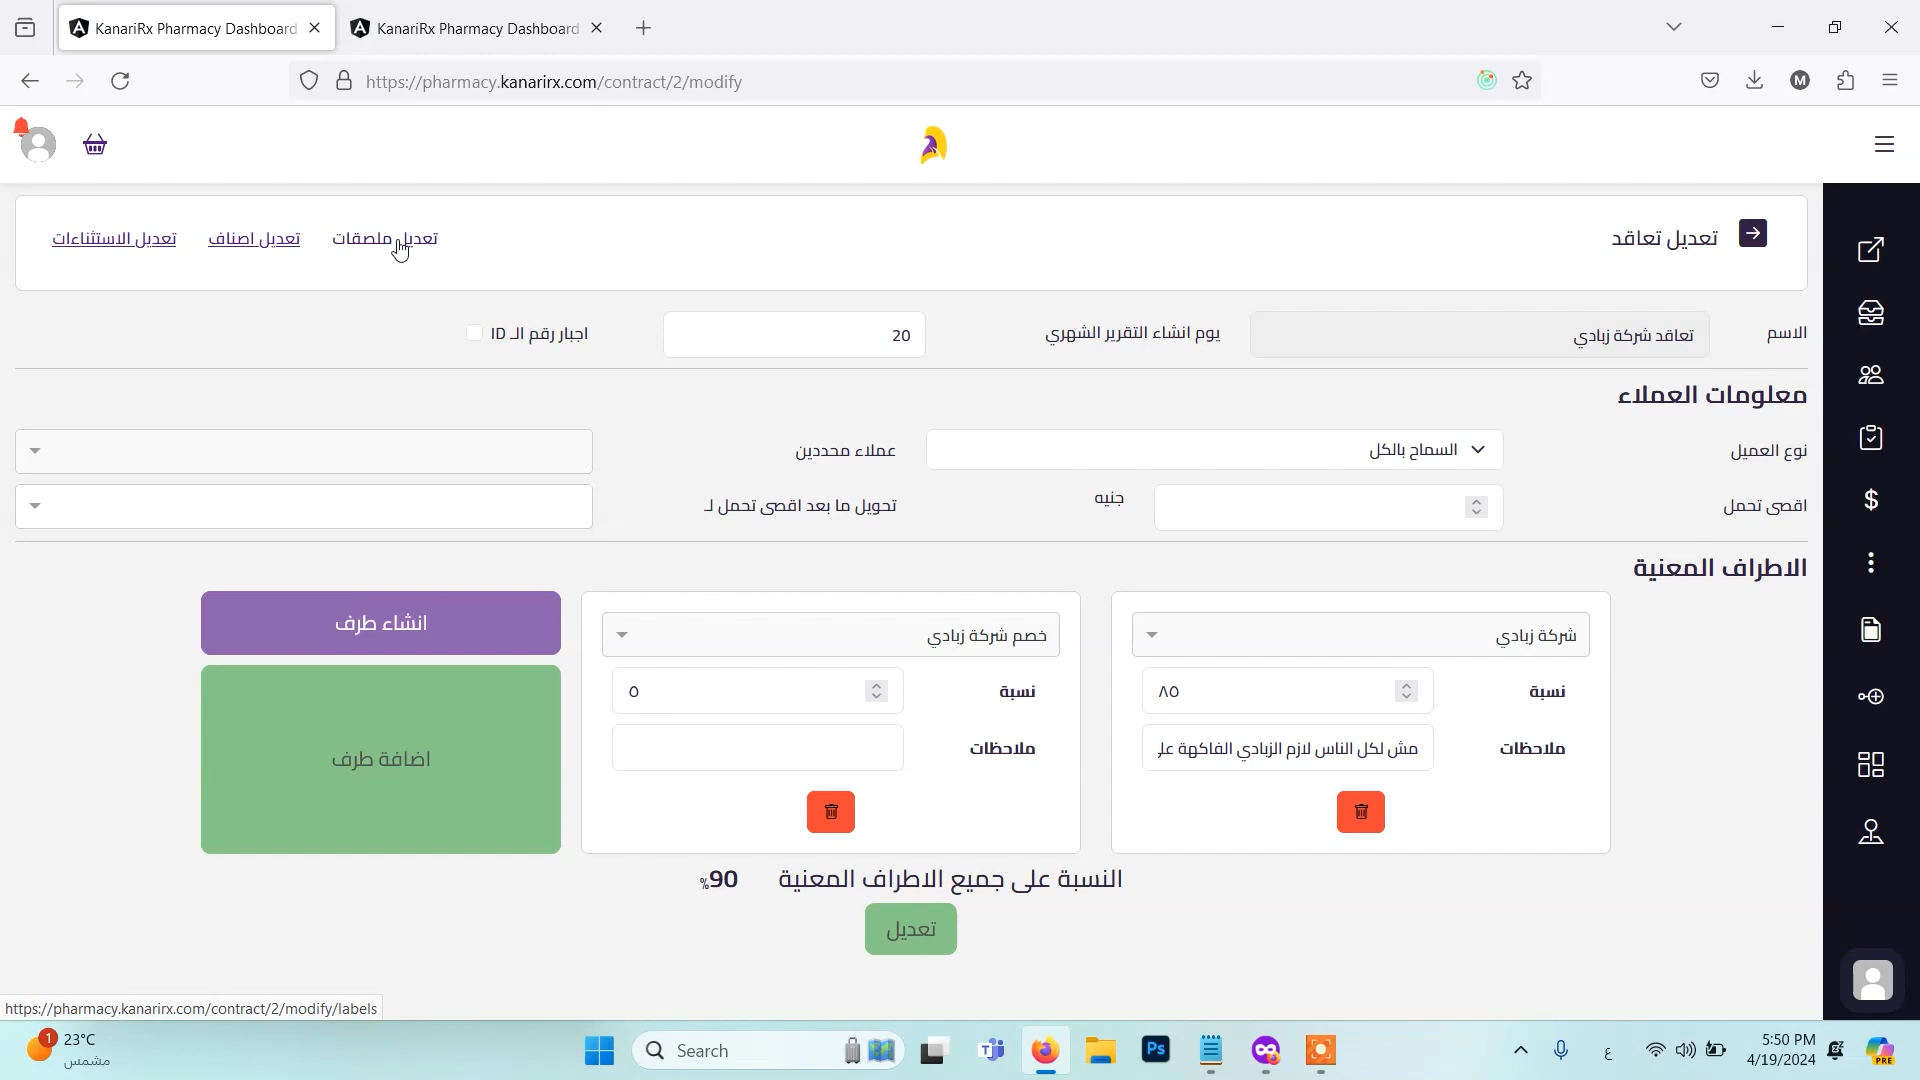 KanariRx Pharmacy Dashboard
KanariRx Pharmacy Dashboard
https://pharmacy.kanarirx.com/contract/2/modify
M
تعديل تعاقد
تعديل ملصقات
تعديل اصناف
تعديل الاستثناءات
الاسم
تعاقد شركة زبادي
يوم انشاء التقرير الشهري
20
اجبار رقم الـ ID
معلومات العملاء
نوع العميل
السماح بالكل
عملاء محددين
اقصى تحمل
جنيه
تحويل ما بعد اقصى تحمل لـ
الاطراف المعنية
شركة زبادي
نسبة
٨٥
ملاحظات
مش لكل الناس لازم الزبادي الفاكهة علي
خصم شركة زبادي
نسبة
٥
ملاحظات
انشاء طرف
اضافة طرف
النسبة على جميع الاطراف المعنية
90%
تعديل
https://pharmacy.kanarirx.com/contract/2/modify/labels
1
23°C
مشمس
Search
Ps
ع
5:50 PM
4/19/2024
PRE